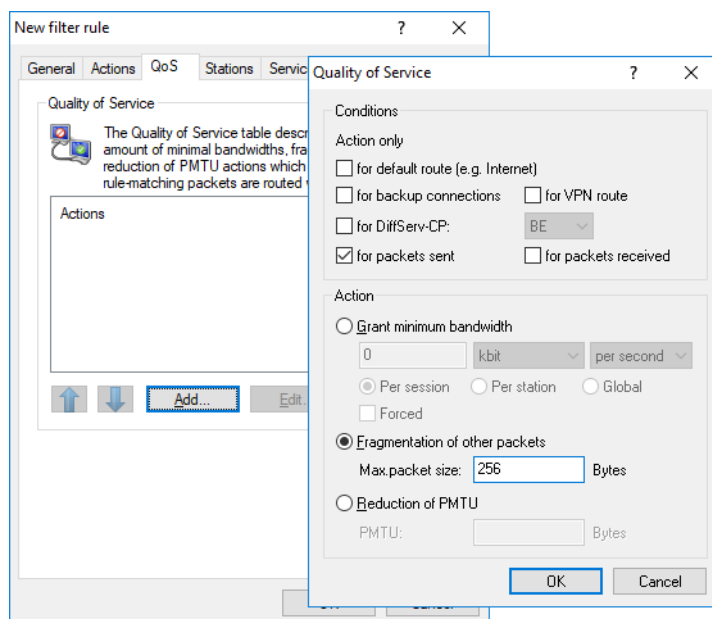 New filter rule
General Actions QoS Stations
Quality of Service
The Quality of Service table
amount of minimal bandwidths,
reduction of PMTU actions which
rule-matching packets are routed
Actions
Add...
Quality of Service
Conditions
Action only
for default route (e.g. Internet)
for backup connections for VPN route
for DiffServ-CP: BE
for packets sent for packets received
Action
Grant minimum bandwidth
0 kbit per second
Per session Per station Global
Forced
Fragmentation of other packets
Max.packet size: 256 Bytes
Reduction of PMTU
PMTU: Bytes
OK Cancel